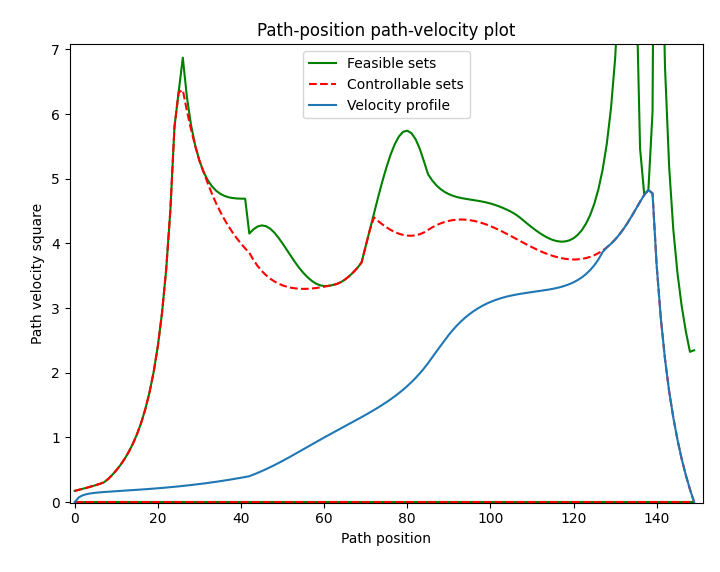 Path-position path-velocity plot
Feasible sets
Controllable sets
Velocity profile
Path velocity square
7
6
5
4
3
2
1
0
0 20 40 60 80 100 120 140
Path position